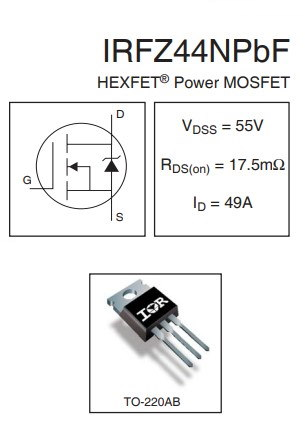 IRFZ44NPbF
HEXFET® Power MOSFET
D
G
S
VDSS = 55V
RDS(on) = 17.5mΩ
ID = 49A
IOR
TO-220AB